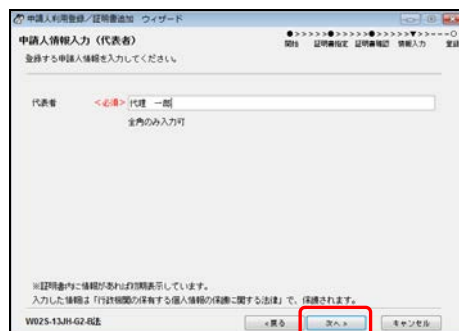 申請人利用登録/証明書追加 ウィザード
申請人情報入力（代表者）
●>>>>>●>>>>>●>>>>>▼>>---○
開始 証明書指定 証明書確認 情報入力 登録
登録する申請人情報を入力してください。
代表者 <必須> 代理 一郎
全角のみ入力可
※証明書内に情報があれば初期表示しています。
入力した情報は「行政機関の保有する個人情報の保護に関する法律」で、保護されます。
W02S-13JH-G2-B法 <戻る 次へ> キャンセル